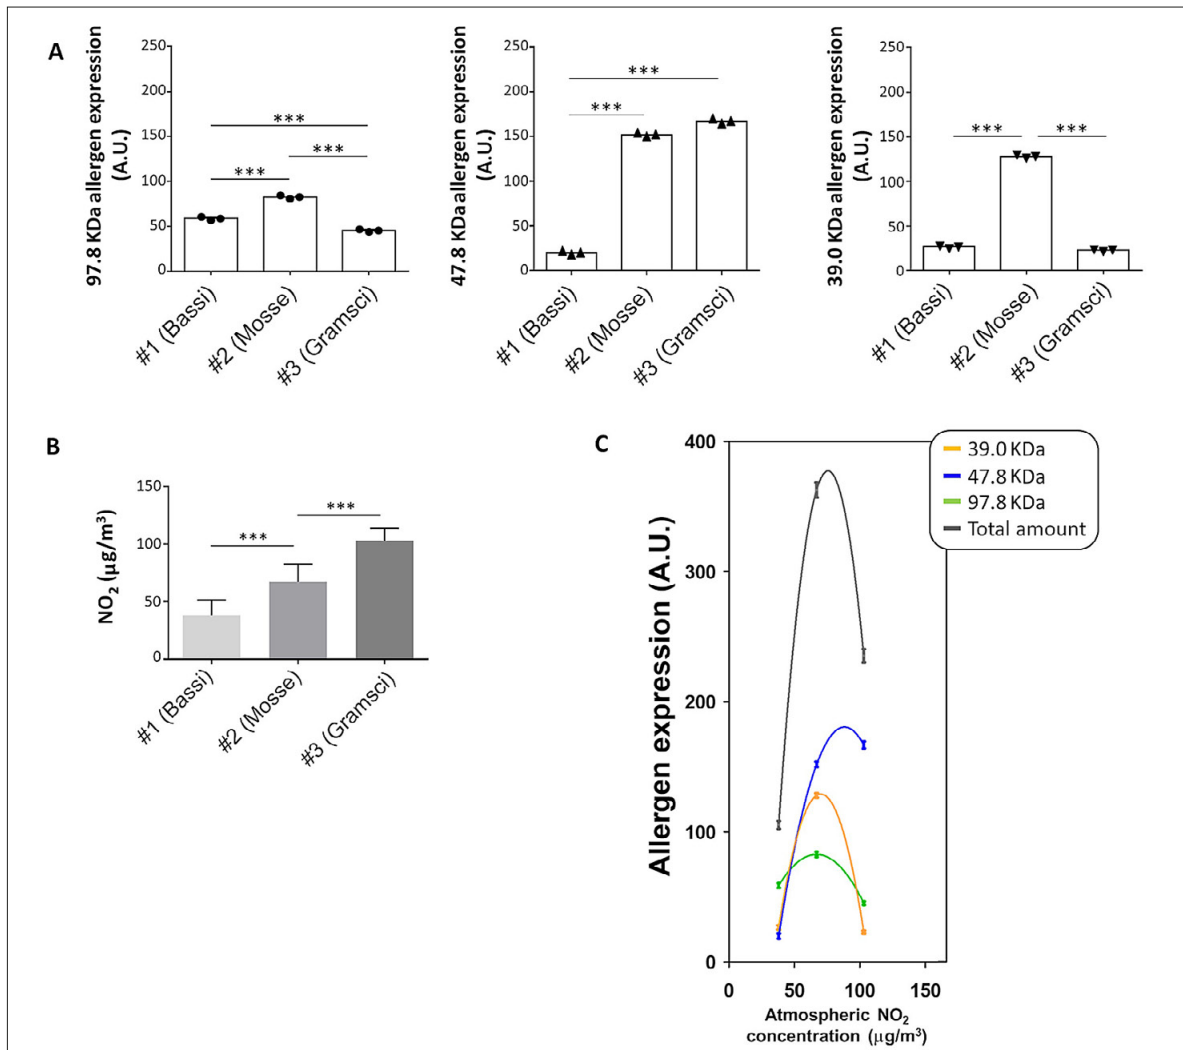 A
97.8 KDa allergen expression
(A.U.)
250
200
150
100
50
0
***
***
***
#1 (Bassi)
#2 (Mosse)
#3 (Gramsci)
47.8 KDa allergen expression
(A.U.)
250
200
150
100
50
0
***
***
#1 (Bassi)
#2 (Mosse)
#3 (Gramsci)
39.0 KDa allergen expression
(A.U.)
250
200
150
100
50
0
***
***
#1 (Bassi)
#2 (Mosse)
#3 (Gramsci)
B
NO₂ (µg/m³)
150
100
50
0
***
***
#1 (Bassi)
#2 (Mosse)
#3 (Gramsci)
C
Allergen expression (A.U.)
400
300
200
100
0
0 50 100 150
Atmospheric NO₂
concentration (µg/m³)
39.0 KDa
47.8 KDa
97.8 KDa
Total amount